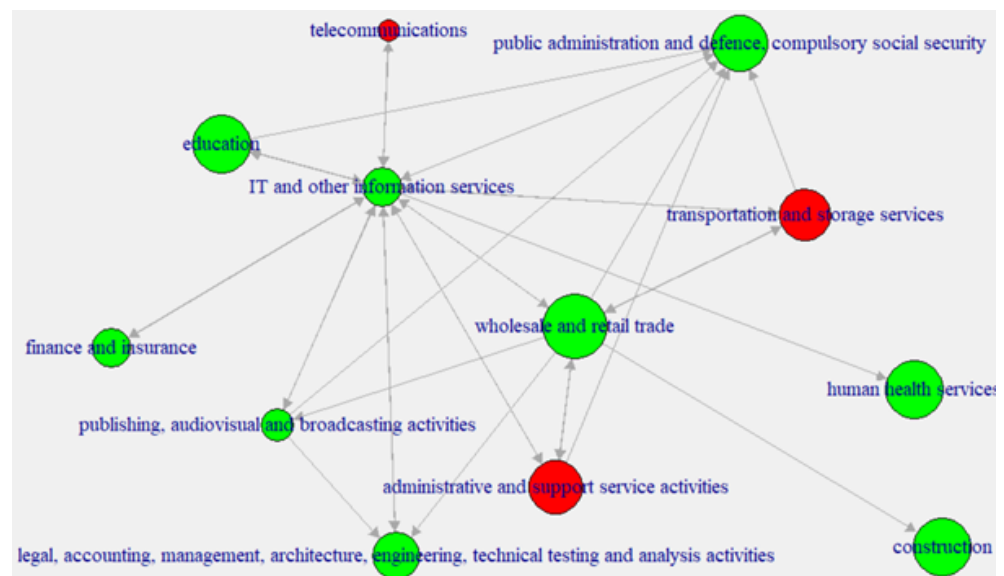 telecommunications
public administration and defence, compulsory social security
education
IT and other information services
transportation and storage services
wholesale and retail trade
finance and insurance
human health services
publishing, audiovisual and broadcasting activities
administrative and support service activities
construction
legal, accounting, management, architecture, engineering, technical testing and analysis activities